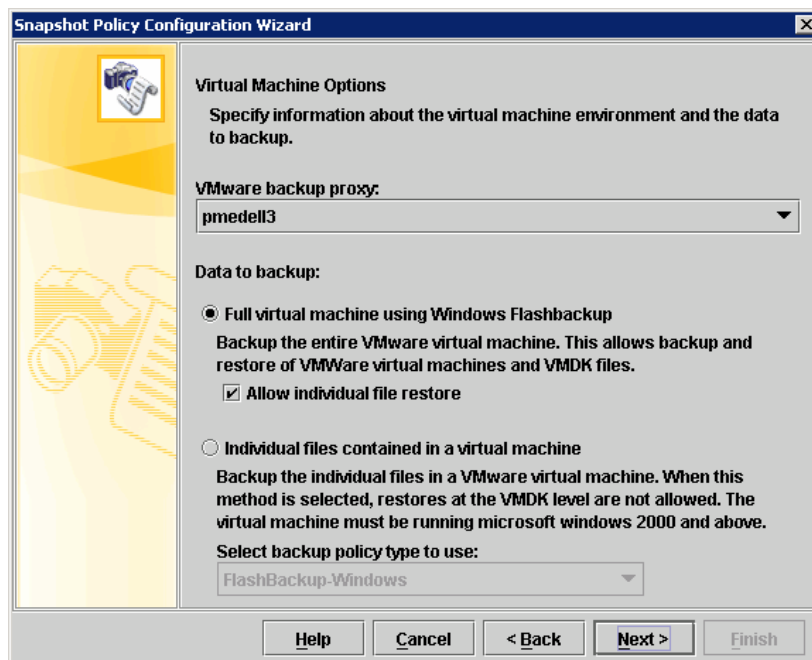 Snapshot Policy Configuration Wizard
Virtual Machine Options
Specify information about the virtual machine environment and the data
to backup.
VMware backup proxy:
pmedell3
Data to backup:
Full virtual machine using Windows Flashbackup
Backup the entire VMware virtual machine. This allows backup and
restore of VMWare virtual machines and VMDK files.
Allow individual file restore
Individual files contained in a virtual machine
Backup the individual files in a VMware virtual machine. When this
method is selected, restores at the VMDK level are not allowed. The
virtual machine must be running microsoft windows 2000 and above.
Select backup policy type to use:
FlashBackup-Windows
Help
Cancel
< Back
Next >
Finish